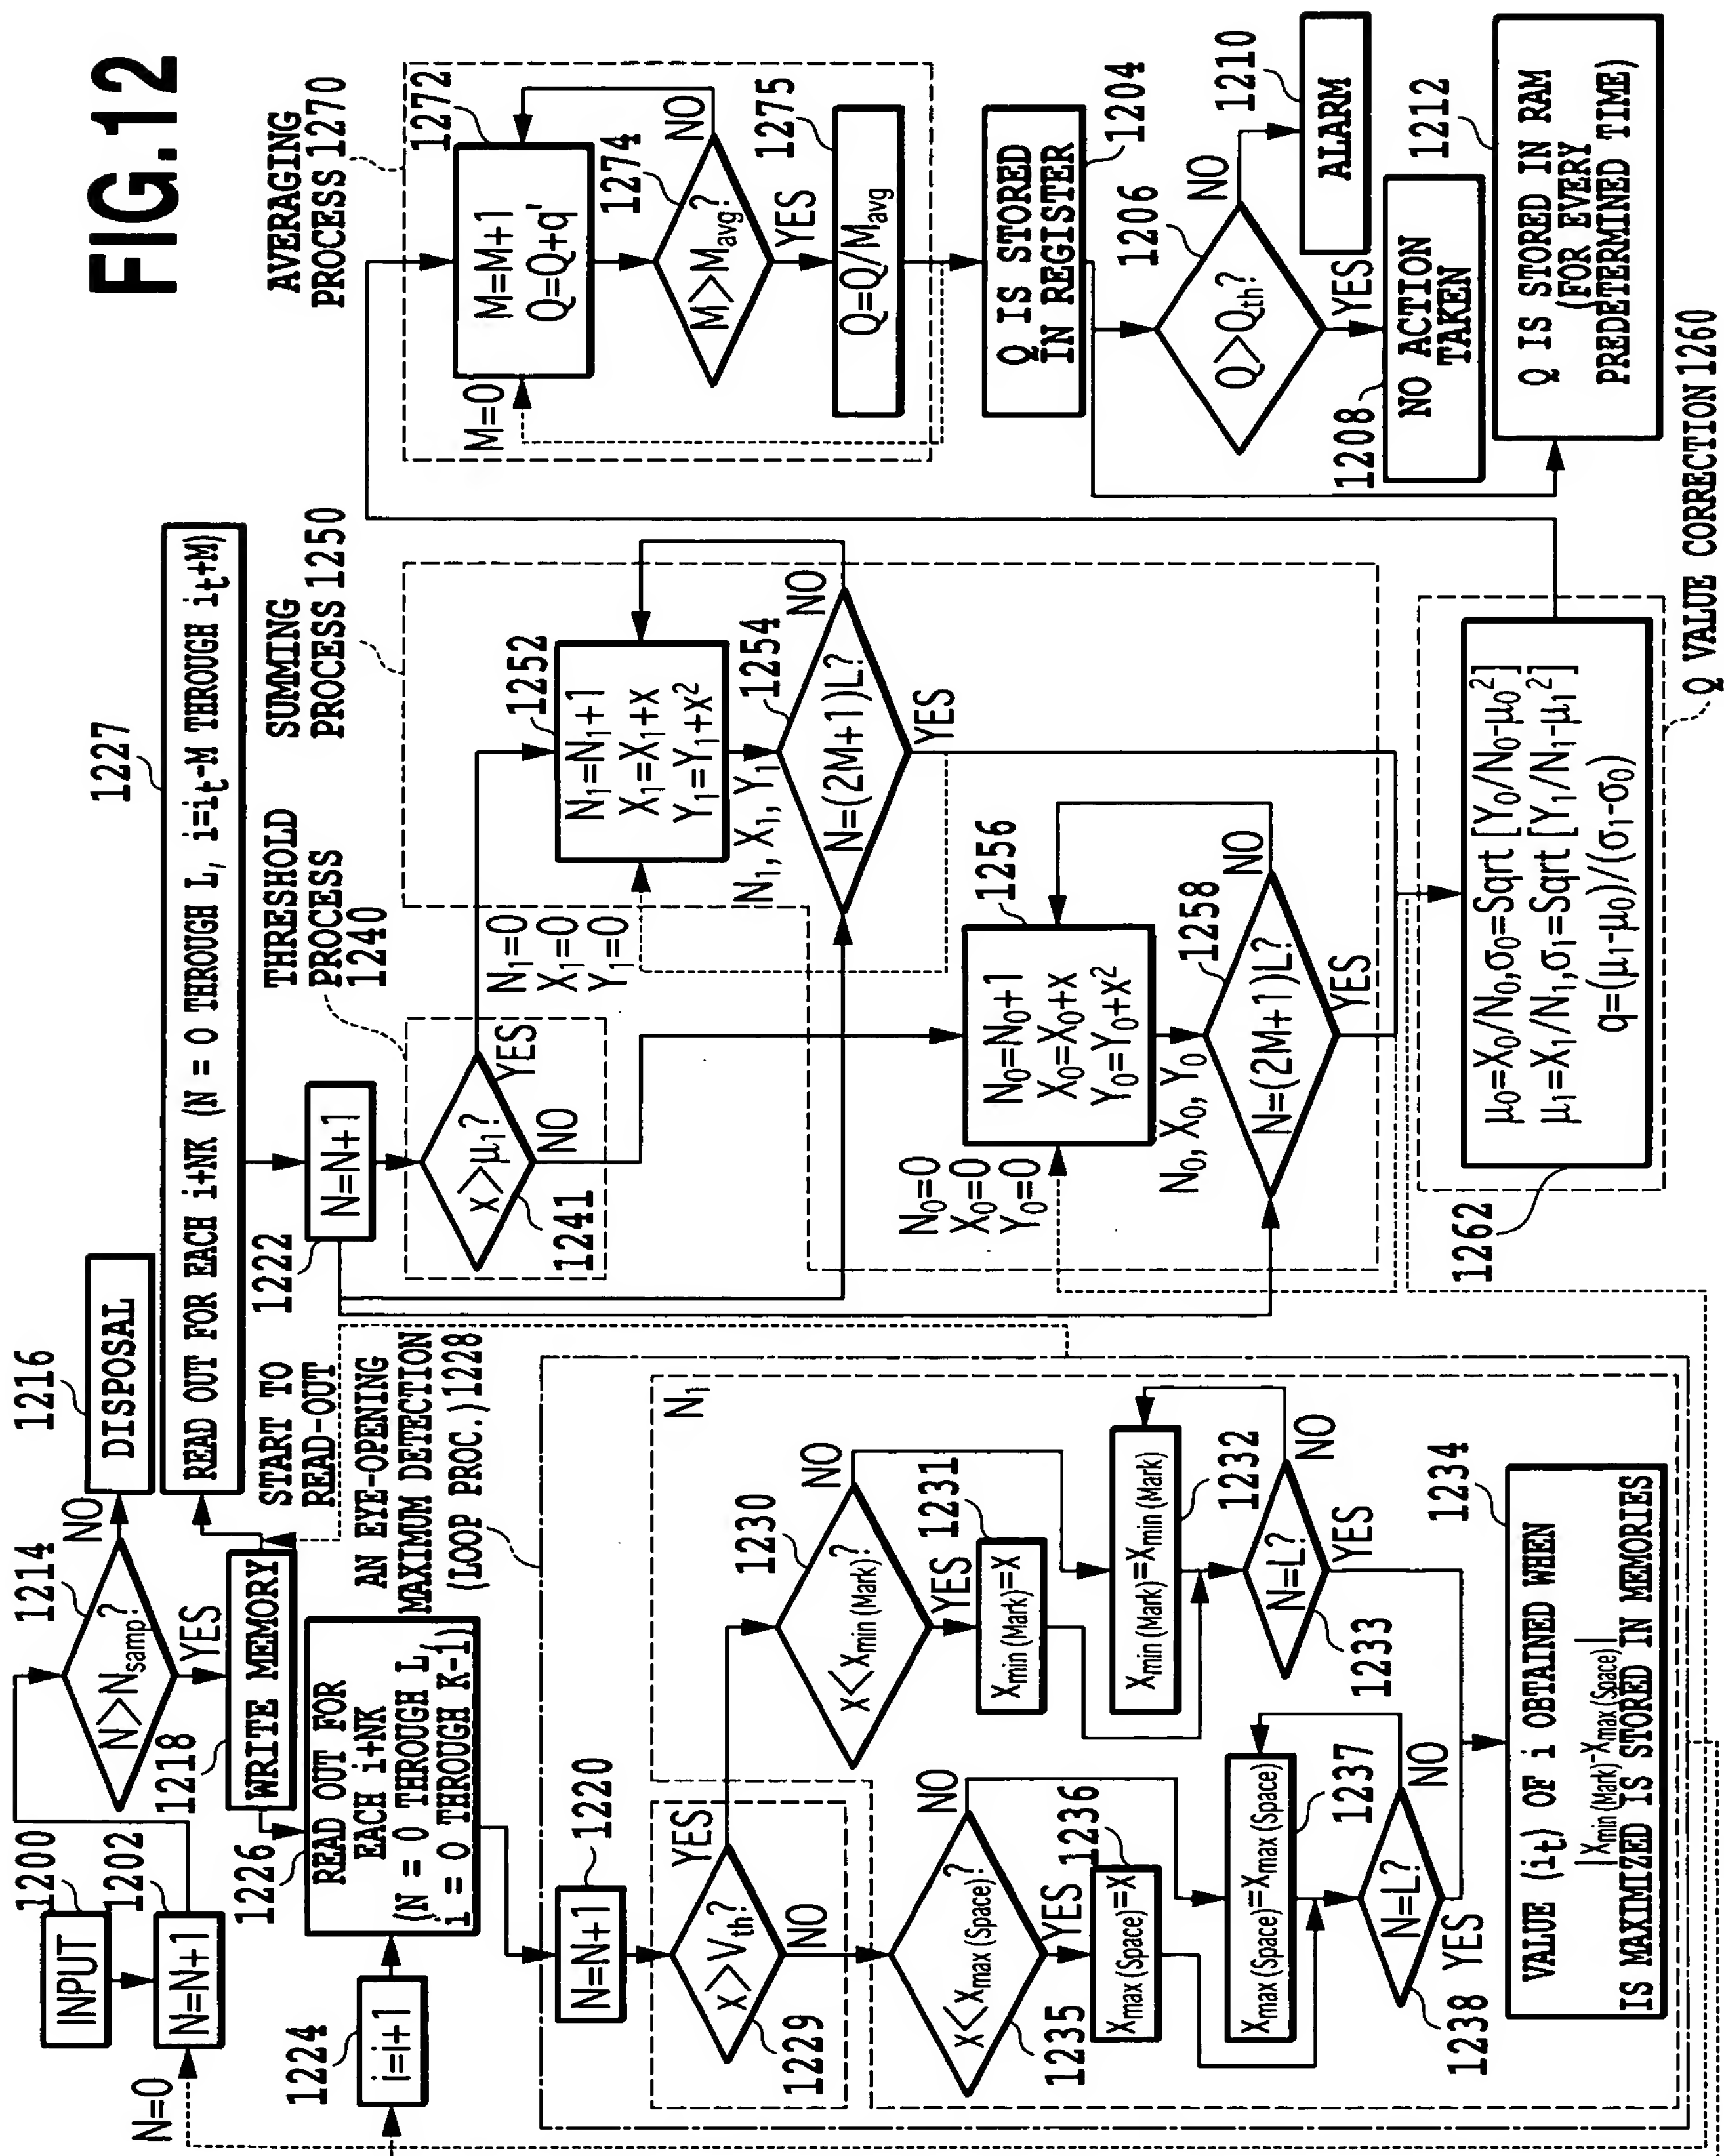 FIG.12
INPUT
1200
N=0
N=N+1
1202
N>Nsamp?
1214
NO
YES
DISPOSAL
1216
1218
WRITE MEMORY
START TO
READ-OUT
1224
i=i+1
1226
READ OUT FOR
EACH i+NK
(N = 0 THROUGH L,
i = 0 THROUGH K-1)
AN EYE-OPENING
MAXIMUM DETECTION
(LOOP PROC.) 1228
N=N+1
1220
x>Vth?
1229
YES
NO
N1
x<xmin (Mark)?
1230
NO
YES
xmin (Mark)=x
1231
xmin (Mark)=xmin (Mark)
1232
N=L?
1233
NO
YES
x<xmax (Space)?
1235
NO
YES
xmax (Space)=x
1236
xmax (Space)=xmax (Space)
1237
N=L?
1238
NO
YES
VALUE (it) OF i OBTAINED WHEN
|xmin (Mark)-xmax (Space)|
IS MAXIMIZED IS STORED IN MEMORIES
1234
1227
READ OUT FOR EACH i+NK (N = 0 THROUGH L, i=it-M THROUGH it+M)
1222
N=N+1
THRESHOLD
PROCESS
1240
x>μ1?
1241
YES
NO
SUMMING
PROCESS 1250
N1=0
X1=0
Y1=0
1252
N1=N1+1
X1=X1+x
Y1=Y1+x²
N1, X1, Y1
1254
N=(2M+1)L?
NO
YES
N0=0
X0=0
Y0=0
1256
N0=N0+1
X0=X0+x
Y0=Y0+x²
N0, X0, Y0
1258
N=(2M+1)L?
NO
YES
1262
μ0=X0/N0,σ0=Sqrt [Y0/N0-μ0²]
μ1=X1/N1,σ1=Sqrt [Y1/N1-μ1²]
q=(μ1-μ0)/(σ1-σ0)
Q VALUE CORRECTION 1260
AVERAGING
PROCESS 1270
M=0
1272
M=M+1
Q=Q+q'
1274
M>Mavg?
NO
YES
Q=Q/Mavg
1275
Q IS STORED
IN REGISTER
1204
Q>Qth?
1206
NO
YES
ALARM
1210
1208
NO ACTION
TAKEN
1212
Q IS STORED IN RAM
(FOR EVERY
PREDETERMINED TIME)